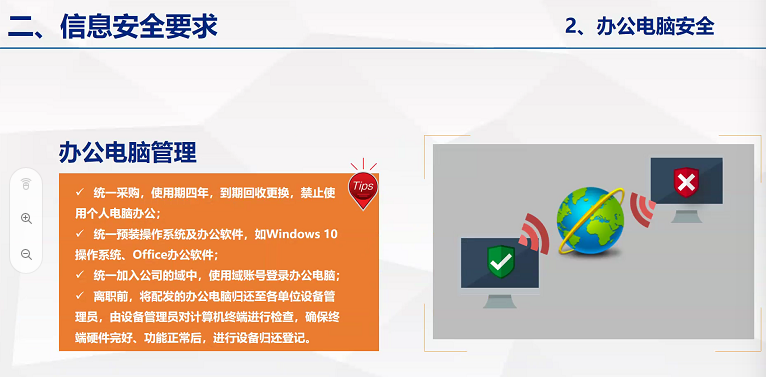 二、信息安全要求
2、办公电脑安全
办公电脑管理
Tips
✓ 统一采购，使用期四年，到期回收更换，禁止使
用个人电脑办公；
✓ 统一预装操作系统及办公软件，如Windows 10
操作系统、Office办公软件；
✓ 统一加入公司的域中，使用域账号登录办公电脑；
✓ 离职前，将配发的办公电脑归还至各单位设备管
理员，由设备管理员对计算机终端进行检查，确保终
端硬件完好、功能正常后，进行设备归还登记。